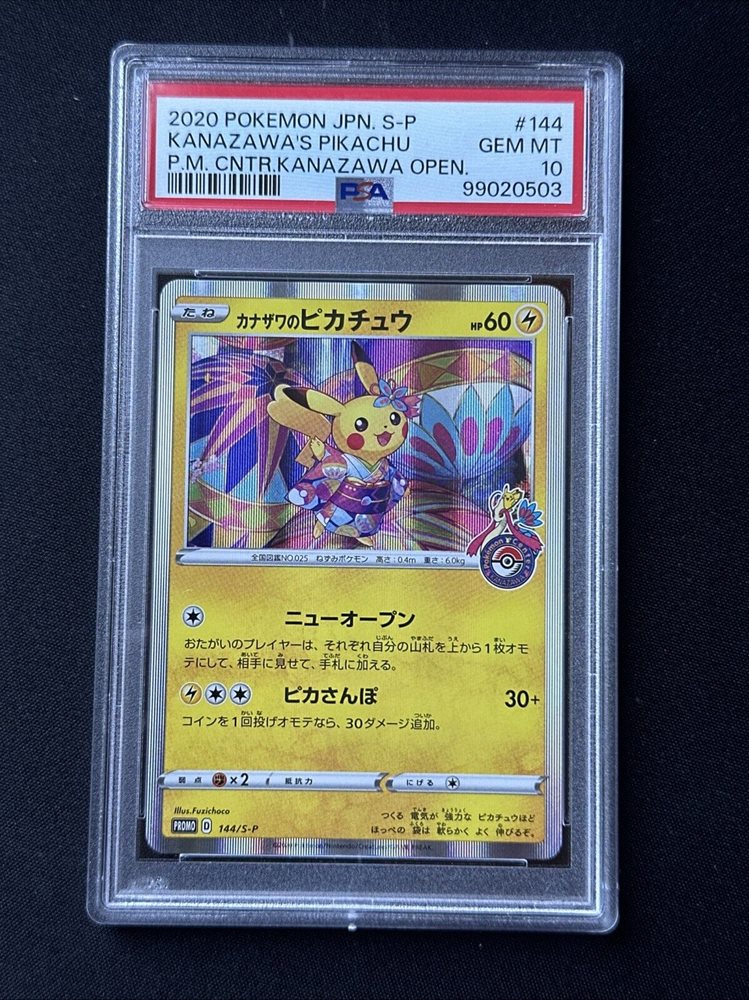 2020 POKEMON JPN. S-P #144
KANAZAWA'S PIKACHU GEM MT
P.M. CNTR.KANAZAWA OPEN. 10
99020503
PSA
たね カナザワのピカチュウ HP60
全国図鑑NO.025 ねずみポケモン 高さ:0.4m 重さ:6.0kg
Pokémon Center
KANAZAWA
ニューオープン
おたがいのプレイヤーは、それぞれ自分の山札を上から1枚オモ
テにして、相手に見せて、手札に加える。
ピカさんぽ 30+
コインを1回投げオモテなら、30ダメージ追加。
弱点 ×2 抵抗力 にげる
Illus.Fuzichoco
つくる 電気が 強力な ピカチュウほど
ほっぺの 袋は 軟らかく よく 伸びるぞ。
PROMO D 144/S-P